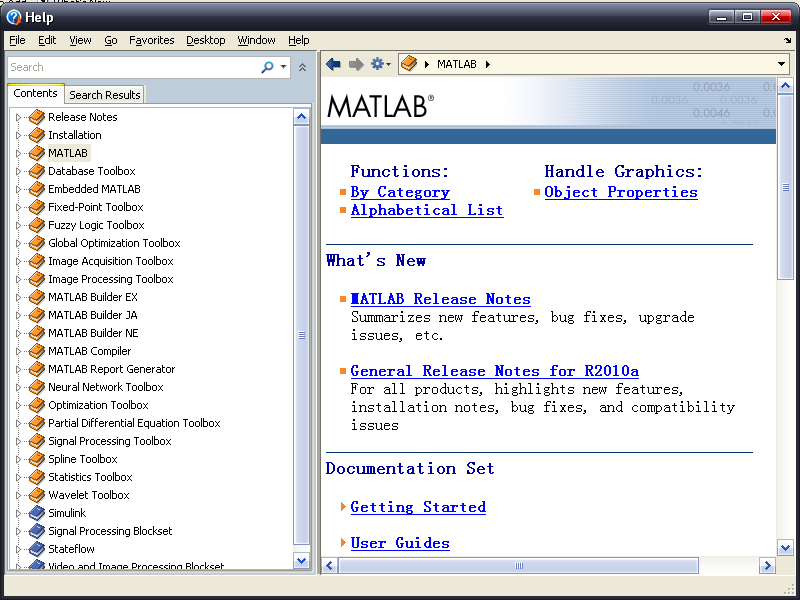 Help
File Edit View Go Favorites Desktop Window Help
Search
MATLAB
Contents Search Results
Release Notes
Installation
MATLAB
Database Toolbox
Embedded MATLAB
Fixed-Point Toolbox
Fuzzy Logic Toolbox
Global Optimization Toolbox
Image Acquisition Toolbox
Image Processing Toolbox
MATLAB Builder EX
MATLAB Builder JA
MATLAB Builder NE
MATLAB Compiler
MATLAB Report Generator
Neural Network Toolbox
Optimization Toolbox
Partial Differential Equation Toolbox
Signal Processing Toolbox
Spline Toolbox
Statistics Toolbox
Wavelet Toolbox
Simulink
Signal Processing Blockset
Stateflow
Video and Image Processing Blockset
MATLAB®
0.0036
0.0036 0.0036
0.0046
Functions:
By Category
Alphabetical List
Handle Graphics:
Object Properties
What's New
MATLAB Release Notes
Summarizes new features, bug fixes, upgrade
issues, etc.
General Release Notes for R2010a
For all products, highlights new features,
installation notes, bug fixes, and compatibility
issues
Documentation Set
Getting Started
User Guides